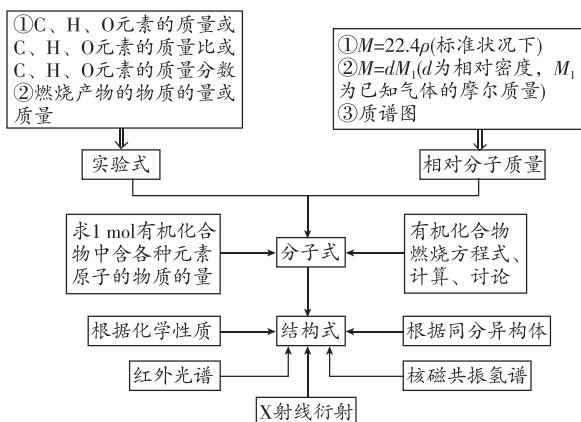 ①C、H、O元素的质量或
C、H、O元素的质量比或
C、H、O元素的质量分数
②燃烧产物的物质的量或
质量
①M=22.4ρ(标准状况下)
②M=dM₁(d为相对密度，M₁
为已知气体的摩尔质量)
③质谱图
实验式
相对分子质量
求1 mol有机化合
物中含各种元素
原子的物质的量
分子式
有机化合物
燃烧方程式、
计算、讨论
根据化学性质
结构式
根据同分异构体
红外光谱
核磁共振氢谱
X射线衍射